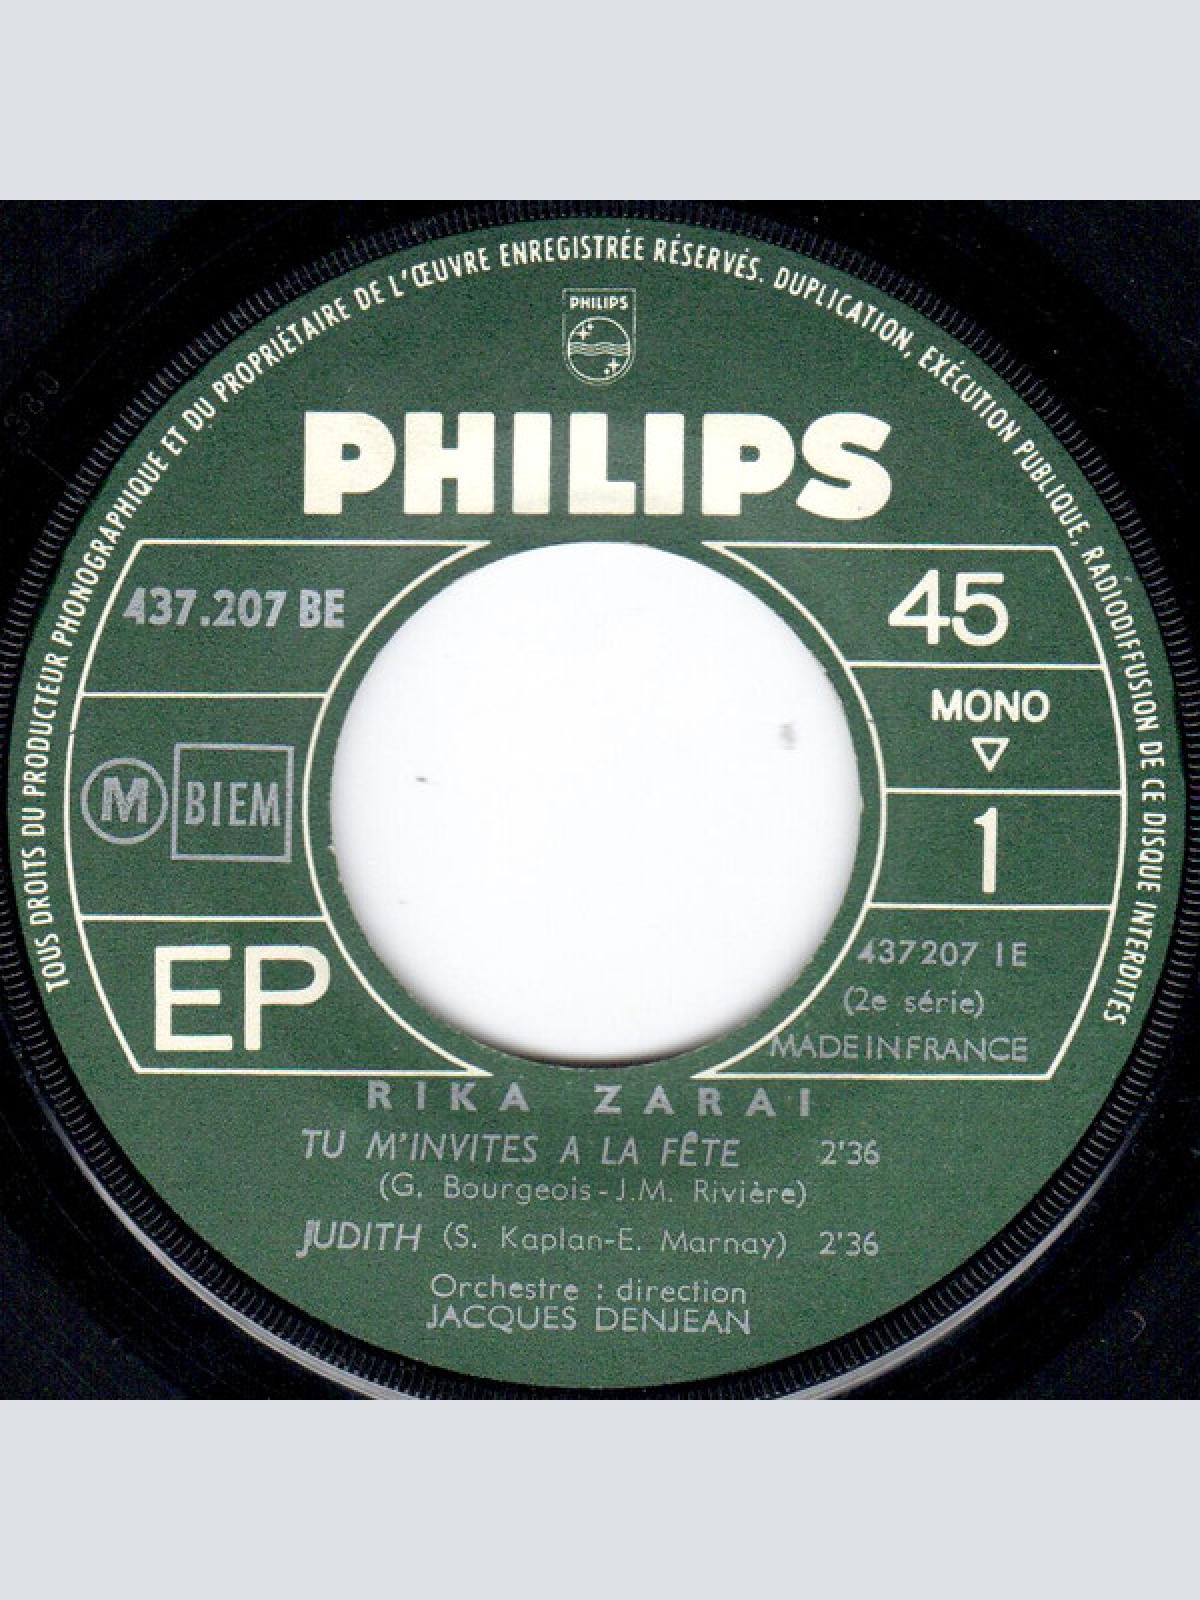 TOUS DROITS DU PRODUCTEUR PHONOGRAPHIQUE ET DU PROPRIÉTAIRE DE L'ŒUVRE ENREGISTRÉE RÉSERVÉS. DUPLICATION, EXÉCUTION PUBLIQUE, RADIODIFFUSION DE CE DISQUE INTERDITES
PHILIPS
PHILIPS
437.207 BE
45
MONO
M BIEM
1
EP
437207 1E
(2e série)
MADE IN FRANCE
RIKA ZARAI
TU M'INVITES A LA FÊTE 2'36
(G. Bourgeois-J.M. Rivière)
JUDITH (S. Kaplan-E. Marnay) 2'36
Orchestre : direction
JACQUES DENJEAN